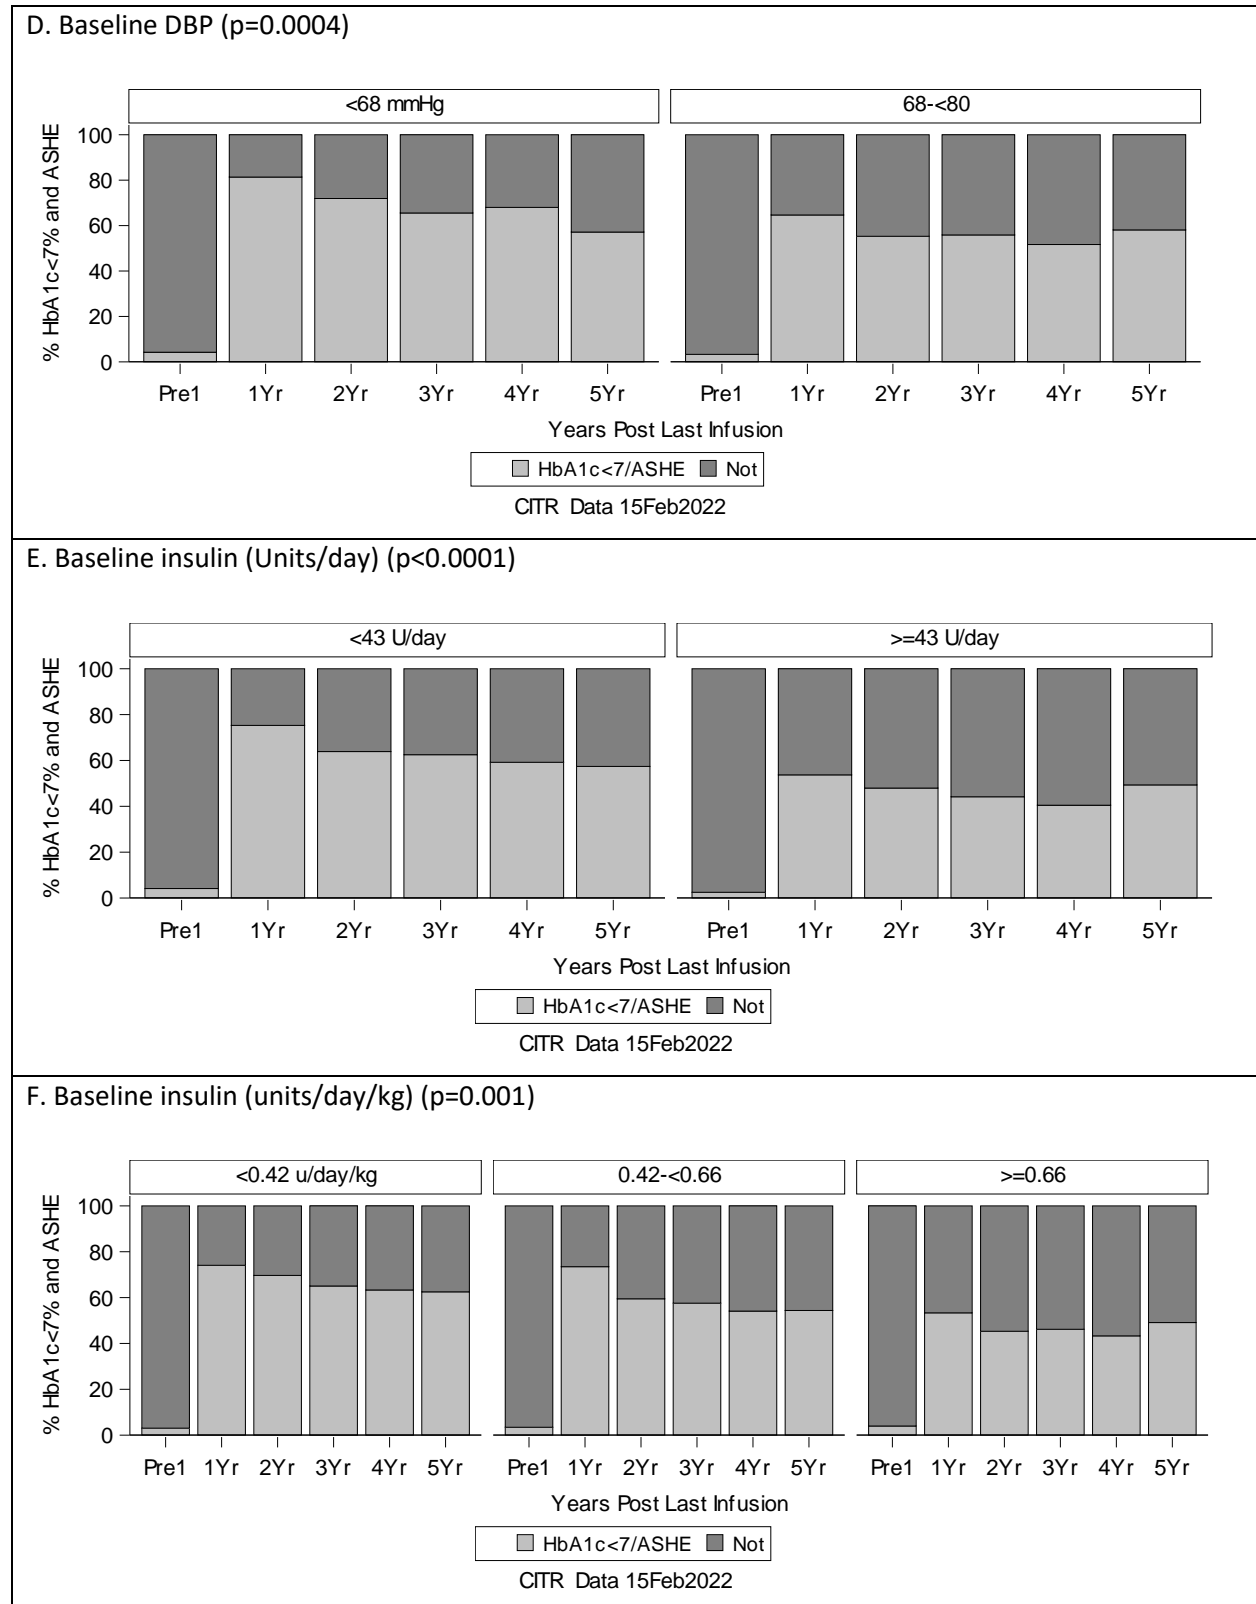 D. Baseline DBP (p=0.0004)
<68 mmHg 68-<80
% HbA1c<7% and ASHE
100
80
60
40
20
0
Pre1 1Yr 2Yr 3Yr 4Yr 5Yr Pre1 1Yr 2Yr 3Yr 4Yr 5Yr
Years Post Last Infusion
HbA1c<7/ASHE Not
CITR Data 15Feb2022
E. Baseline insulin (Units/day) (p<0.0001)
<43 U/day >=43 U/day
% HbA1c<7% and ASHE
100
80
60
40
20
0
Pre1 1Yr 2Yr 3Yr 4Yr 5Yr Pre1 1Yr 2Yr 3Yr 4Yr 5Yr
Years Post Last Infusion
HbA1c<7/ASHE Not
CITR Data 15Feb2022
F. Baseline insulin (units/day/kg) (p=0.001)
<0.42 u/day/kg 0.42-<0.66 >=0.66
% HbA1c<7% and ASHE
100
80
60
40
20
0
Pre1 1Yr 2Yr 3Yr 4Yr 5Yr Pre1 1Yr 2Yr 3Yr 4Yr 5Yr Pre1 1Yr 2Yr 3Yr 4Yr 5Yr
Years Post Last Infusion
HbA1c<7/ASHE Not
CITR Data 15Feb2022